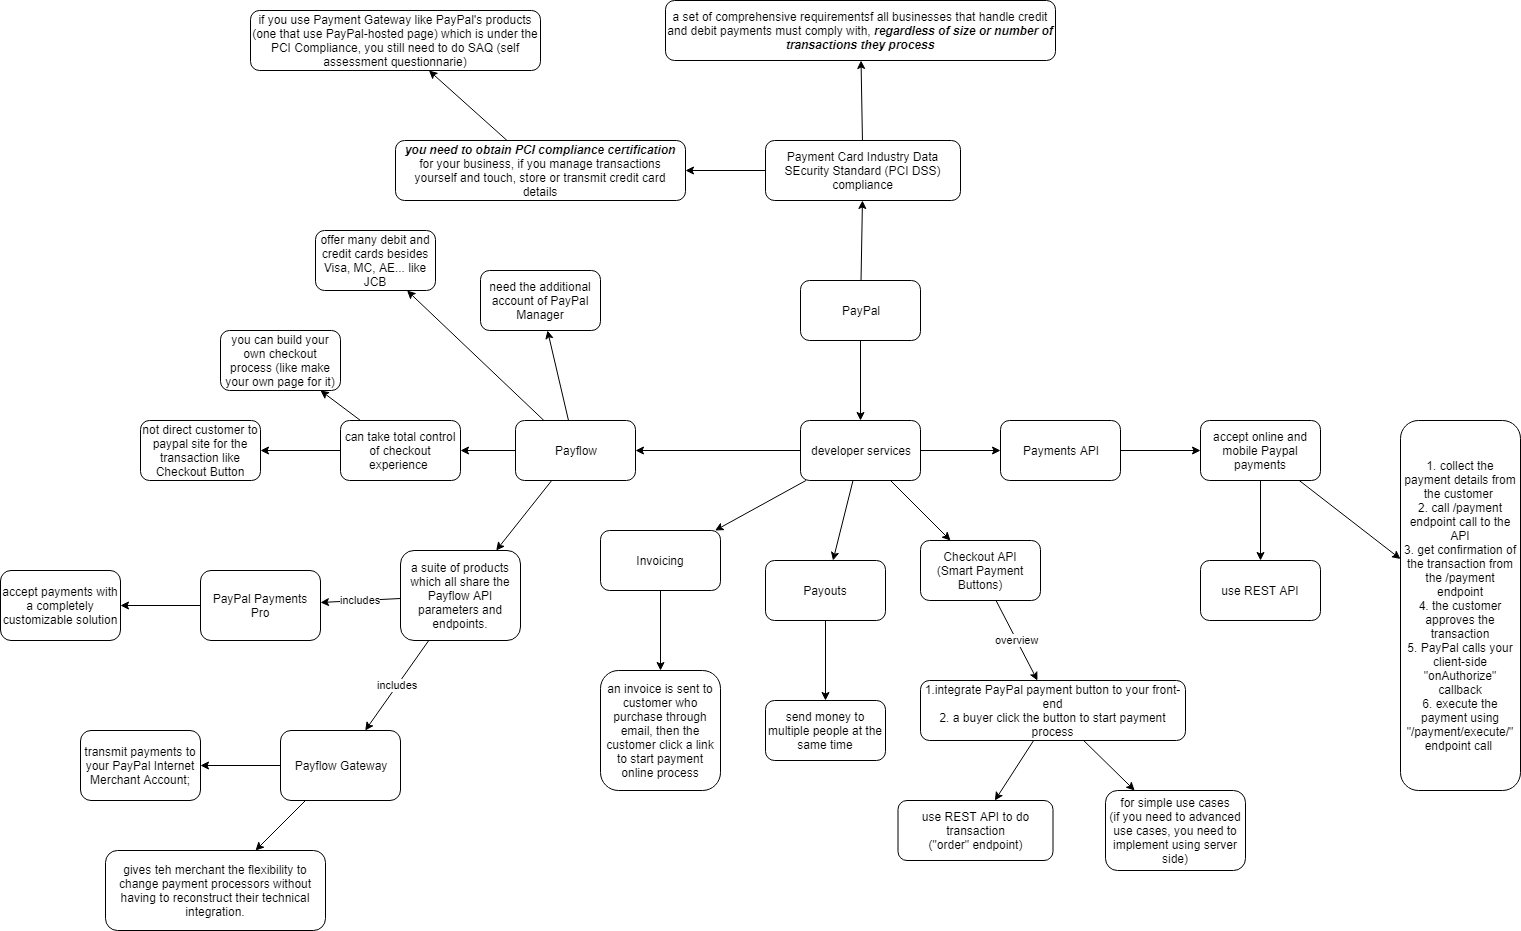 if you use Payment Gateway like PayPal's products
(one that use PayPal-hosted page) which is under the
PCI Compliance, you still need to do SAQ (self
assessment questionnarie)
a set of comprehensive requirementsf all businesses that handle credit
and debit payments must comply with, regardless of size or number of
transactions they process
you need to obtain PCI compliance certification
for your business, if you manage transactions
yourself and touch, store or transmit credit card
details
Payment Card Industry Data
SEcurity Standard (PCI DSS)
compliance
offer many debit and
credit cards besides
Visa, MC, AE... like
JCB
need the additional
account of PayPal
Manager
PayPal
you can build your
own checkout
process (like make
your own page for it)
not direct customer to
paypal site for the
transaction like
Checkout Button
can take total control
of checkout
experience
Payflow
developer services
Payments API
accept online and
mobile Paypal
payments
1. collect the
payment details from
the customer
2. call /payment
endpoint call to the
API
3. get confirmation of
the transaction from
the /payment
endpoint
4. the customer
approves the
transaction
5. PayPal calls your
client-side
"onAuthorize"
callback
6. execute the
payment using
"/payment/execute/"
endpoint call
Invoicing
Payouts
Checkout API
(Smart Payment
Buttons)
use REST API
accept payments with
a completely
customizable solution
PayPal Payments
Pro
includes
a suite of products
which all share the
Payflow API
parameters and
endpoints.
overview
includes
an invoice is sent to
customer who
purchase through
email, then the
customer click a link
to start payment
online process
send money to
multiple people at the
same time
1.integrate PayPal payment button to your front-
end
2. a buyer click the button to start payment
process
transmit payments to
your PayPal Internet
Merchant Account;
Payflow Gateway
use REST API to do
transaction
("order" endpoint)
for simple use cases
(if you need to advanced
use cases, you need to
implement using server
side)
gives teh merchant the flexibility to
change payment processors without
having to reconstruct their technical
integration.